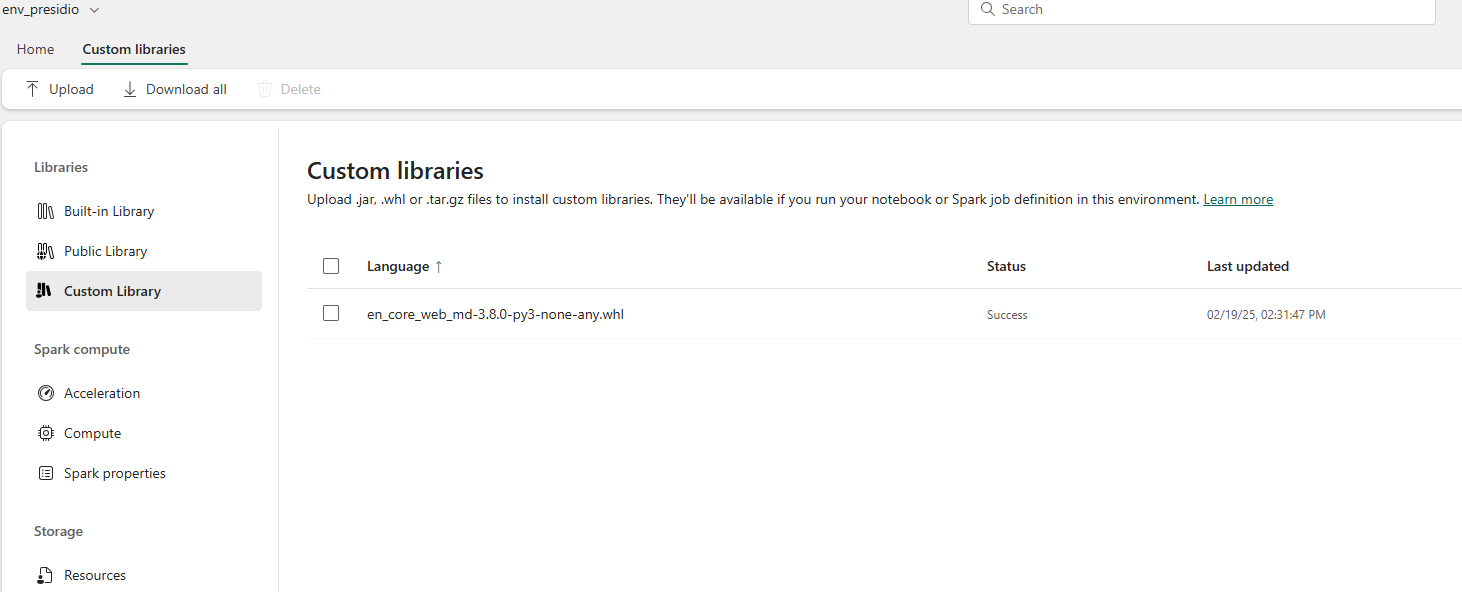 env_presidio
Search
Home Custom libraries
Upload Download all Delete
Libraries
Built-in Library
Public Library
Custom Library
Spark compute
Acceleration
Compute
Spark properties
Storage
Resources
Custom libraries
Upload .jar, .whl or .tar.gz files to install custom libraries. They'll be available if you run your notebook or Spark job definition in this environment. Learn more
Language ↑ Status Last updated
en_core_web_md-3.8.0-py3-none-any.whl Success 02/19/25, 02:31:47 PM